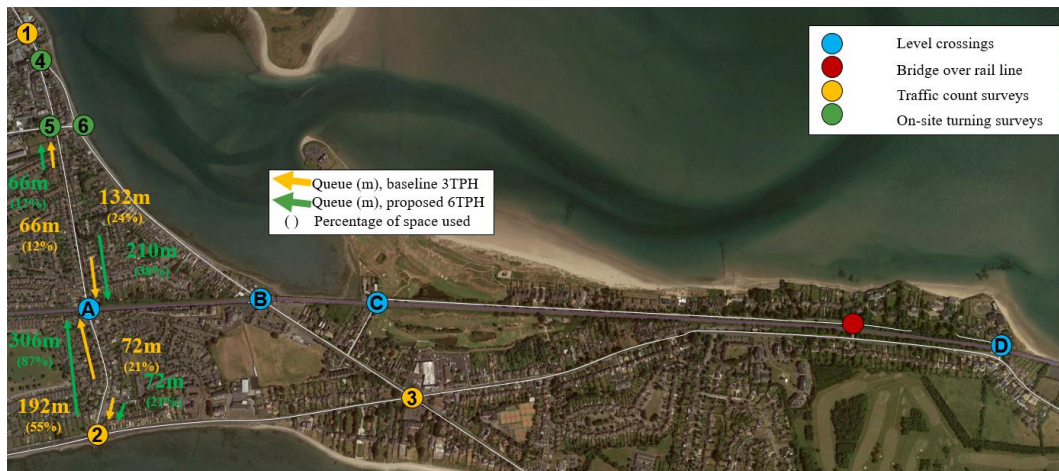 1
4
5
6
Level crossings
Bridge over rail line
Traffic count surveys
On-site turning surveys
Queue (m), baseline 3TPH
Queue (m), proposed 6TPH
( ) Percentage of space used
66m
(12%)
66m
(12%)
132m
(24%)
210m
(38%)
A
B
C
D
306m
(87%)
72m
(21%)
72m
(21%)
192m
(55%)
2
3